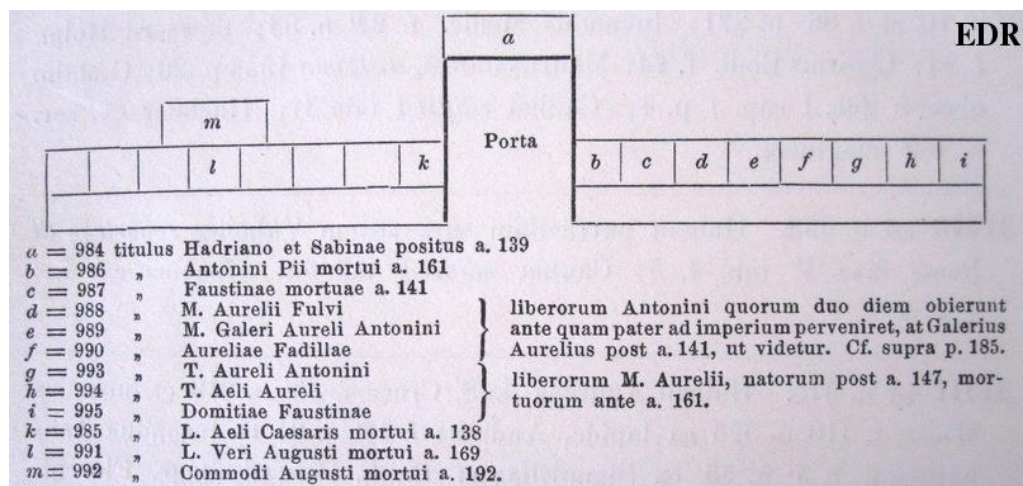 EDR
a
m
Porta
l k b c d e f g h i
a = 984 titulus Hadriano et Sabinae positus a. 139
b = 986 „ Antonini Pii mortui a. 161
c = 987 „ Faustinae mortuae a. 141
d = 988 „ M. Aurelii Fulvi
e = 989 „ M. Galeri Aureli Antonini
f = 990 „ Aureliae Fadillae
liberorum Antonini quorum duo diem obierunt
ante quam pater ad imperium perveniret, at Galerius
Aurelius post a. 141, ut videtur. Cf. supra p. 185.
g = 993 „ T. Aureli Antonini
h = 994 „ T. Aeli Aureli
i = 995 „ Domitiae Faustinae
liberorum M. Aurelii, natorum post a. 147, mor-
tuorum ante a. 161.
k = 985 „ L. Aeli Caesaris mortui a. 138
l = 991 „ L. Veri Augusti mortui a. 169
m = 992 „ Commodi Augusti mortui a. 192.